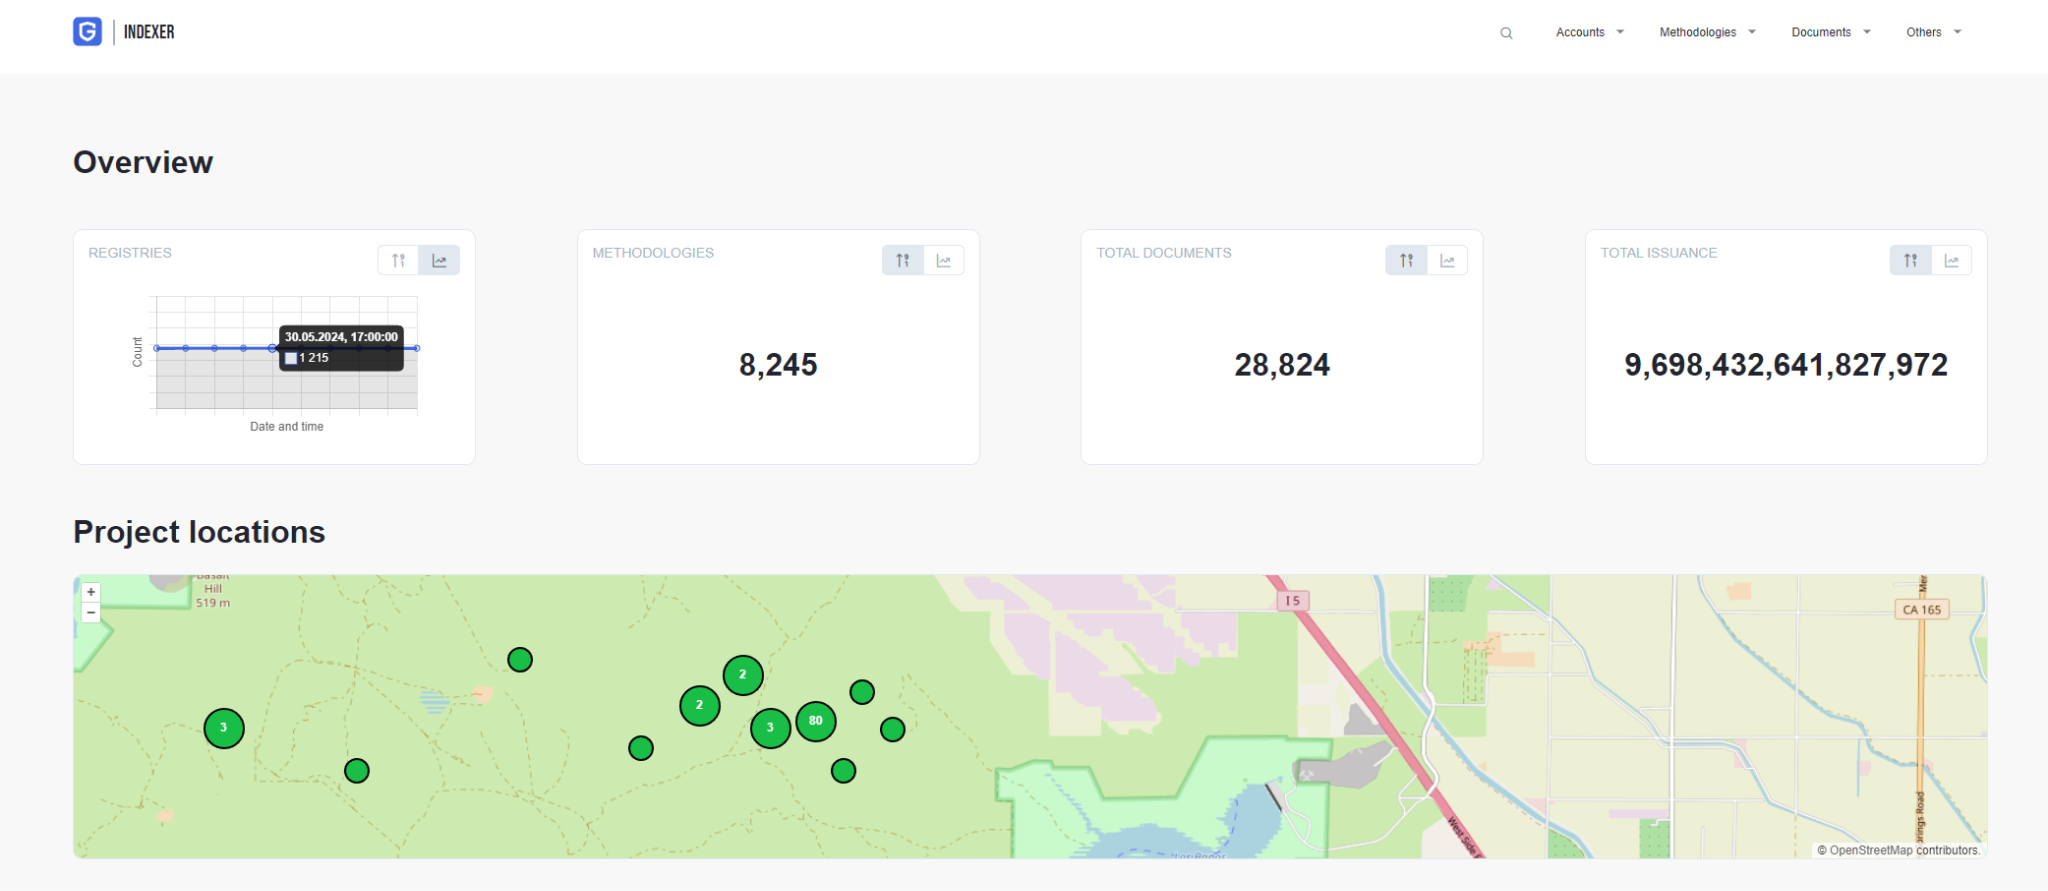 INDEXER
Accounts
Methodologies
Documents
Others
Overview
REGISTRIES
Count
30.05.2024, 17:00:00
1 215
Date and time
METHODOLOGIES
8,245
TOTAL DOCUMENTS
28,824
TOTAL ISSUANCE
9,698,432,641,827,972
Project locations
+
−
Basalt
Hill
519 m
3
2
2
3
80
I 5
CA 165
West Side
© OpenStreetMap contributors.